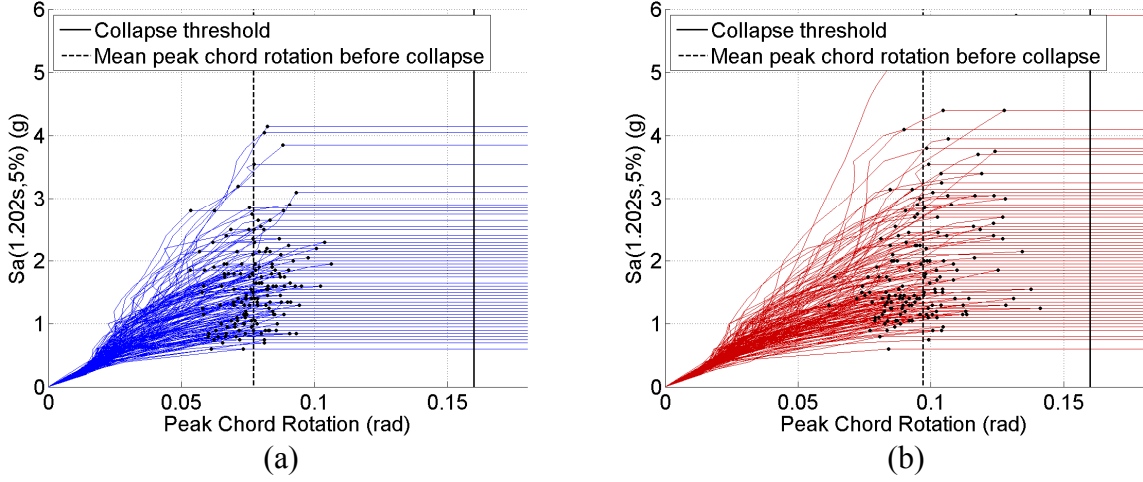 6
5
4
3
2
1
0
Sa(1.202s,5%) (g)
Collapse threshold
Mean peak chord rotation before collapse
0 0.05 0.1 0.15
Peak Chord Rotation (rad)
(a)
6
5
4
3
2
1
0
Sa(1.202s,5%) (g)
Collapse threshold
Mean peak chord rotation before collapse
0 0.05 0.1 0.15
Peak Chord Rotation (rad)
(b)